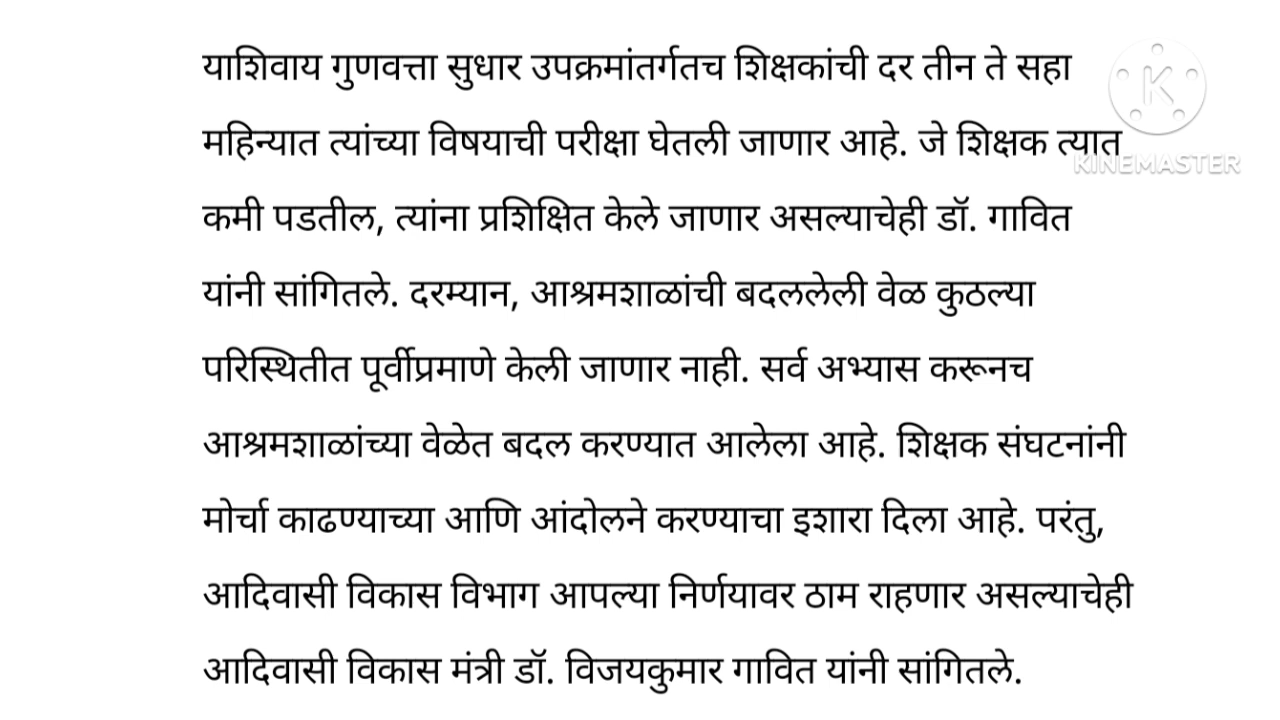 याशिवाय गुणवत्ता सुधार उपक्रमांतर्गतच शिक्षकांची दर तीन ते सहा
महिन्यात त्यांच्या विषयाची परीक्षा घेतली जाणार आहे. जे शिक्षक त्यात
कमी पडतील, त्यांना प्रशिक्षित केले जाणार असल्याचेही डॉ. गावित
यांनी सांगितले. दरम्यान, आश्रमशाळांची बदललेली वेळ कुठल्या
परिस्थितीत पूर्वीप्रमाणे केली जाणार नाही. सर्व अभ्यास करूनच
आश्रमशाळांच्या वेळेत बदल करण्यात आलेला आहे. शिक्षक संघटनांनी
मोर्चा काढण्याच्या आणि आंदोलने करण्याचा इशारा दिला आहे. परंतु,
आदिवासी विकास विभाग आपल्या निर्णयावर ठाम राहणार असल्याचेही
आदिवासी विकास मंत्री डॉ. विजयकुमार गावित यांनी सांगितले.
K
KINEMASTER